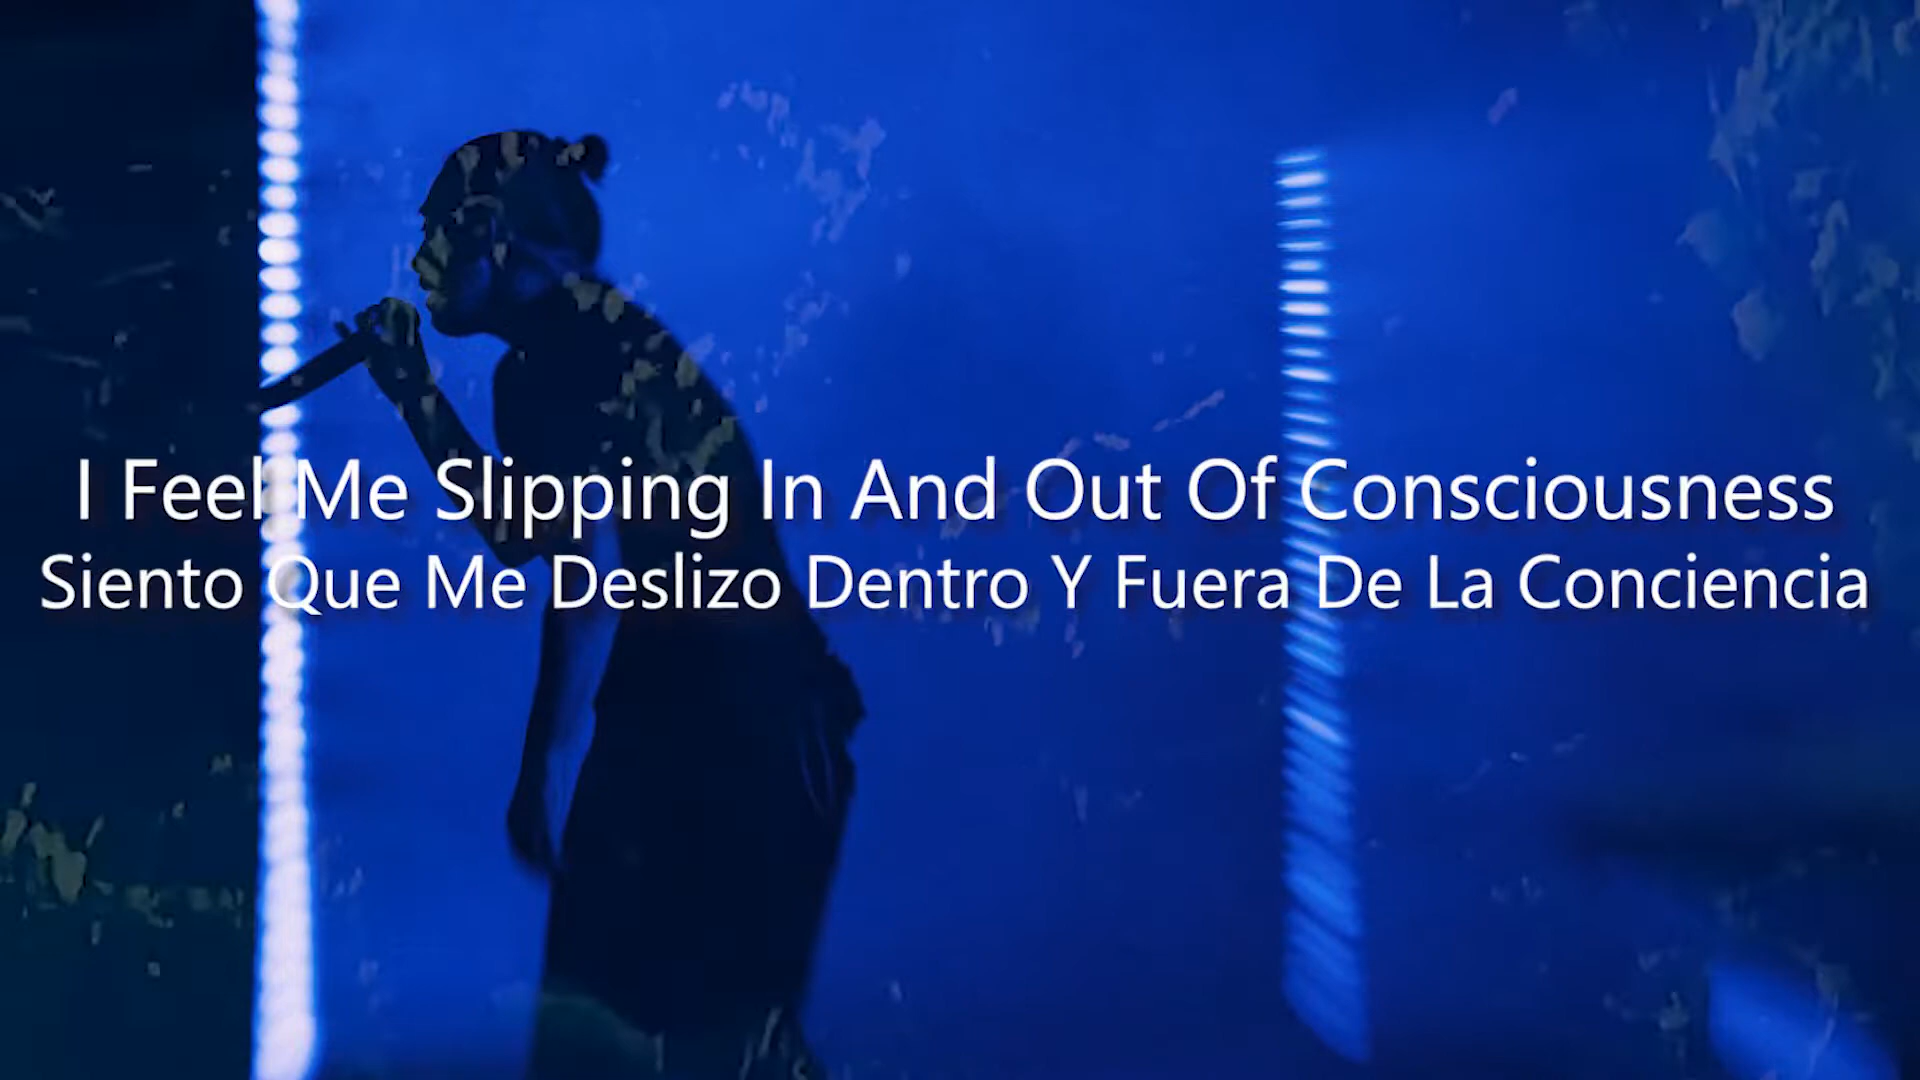 I Feel Me Slipping In And Out Of Consciousness
Siento Que Me Deslizo Dentro Y Fuera De La Conciencia